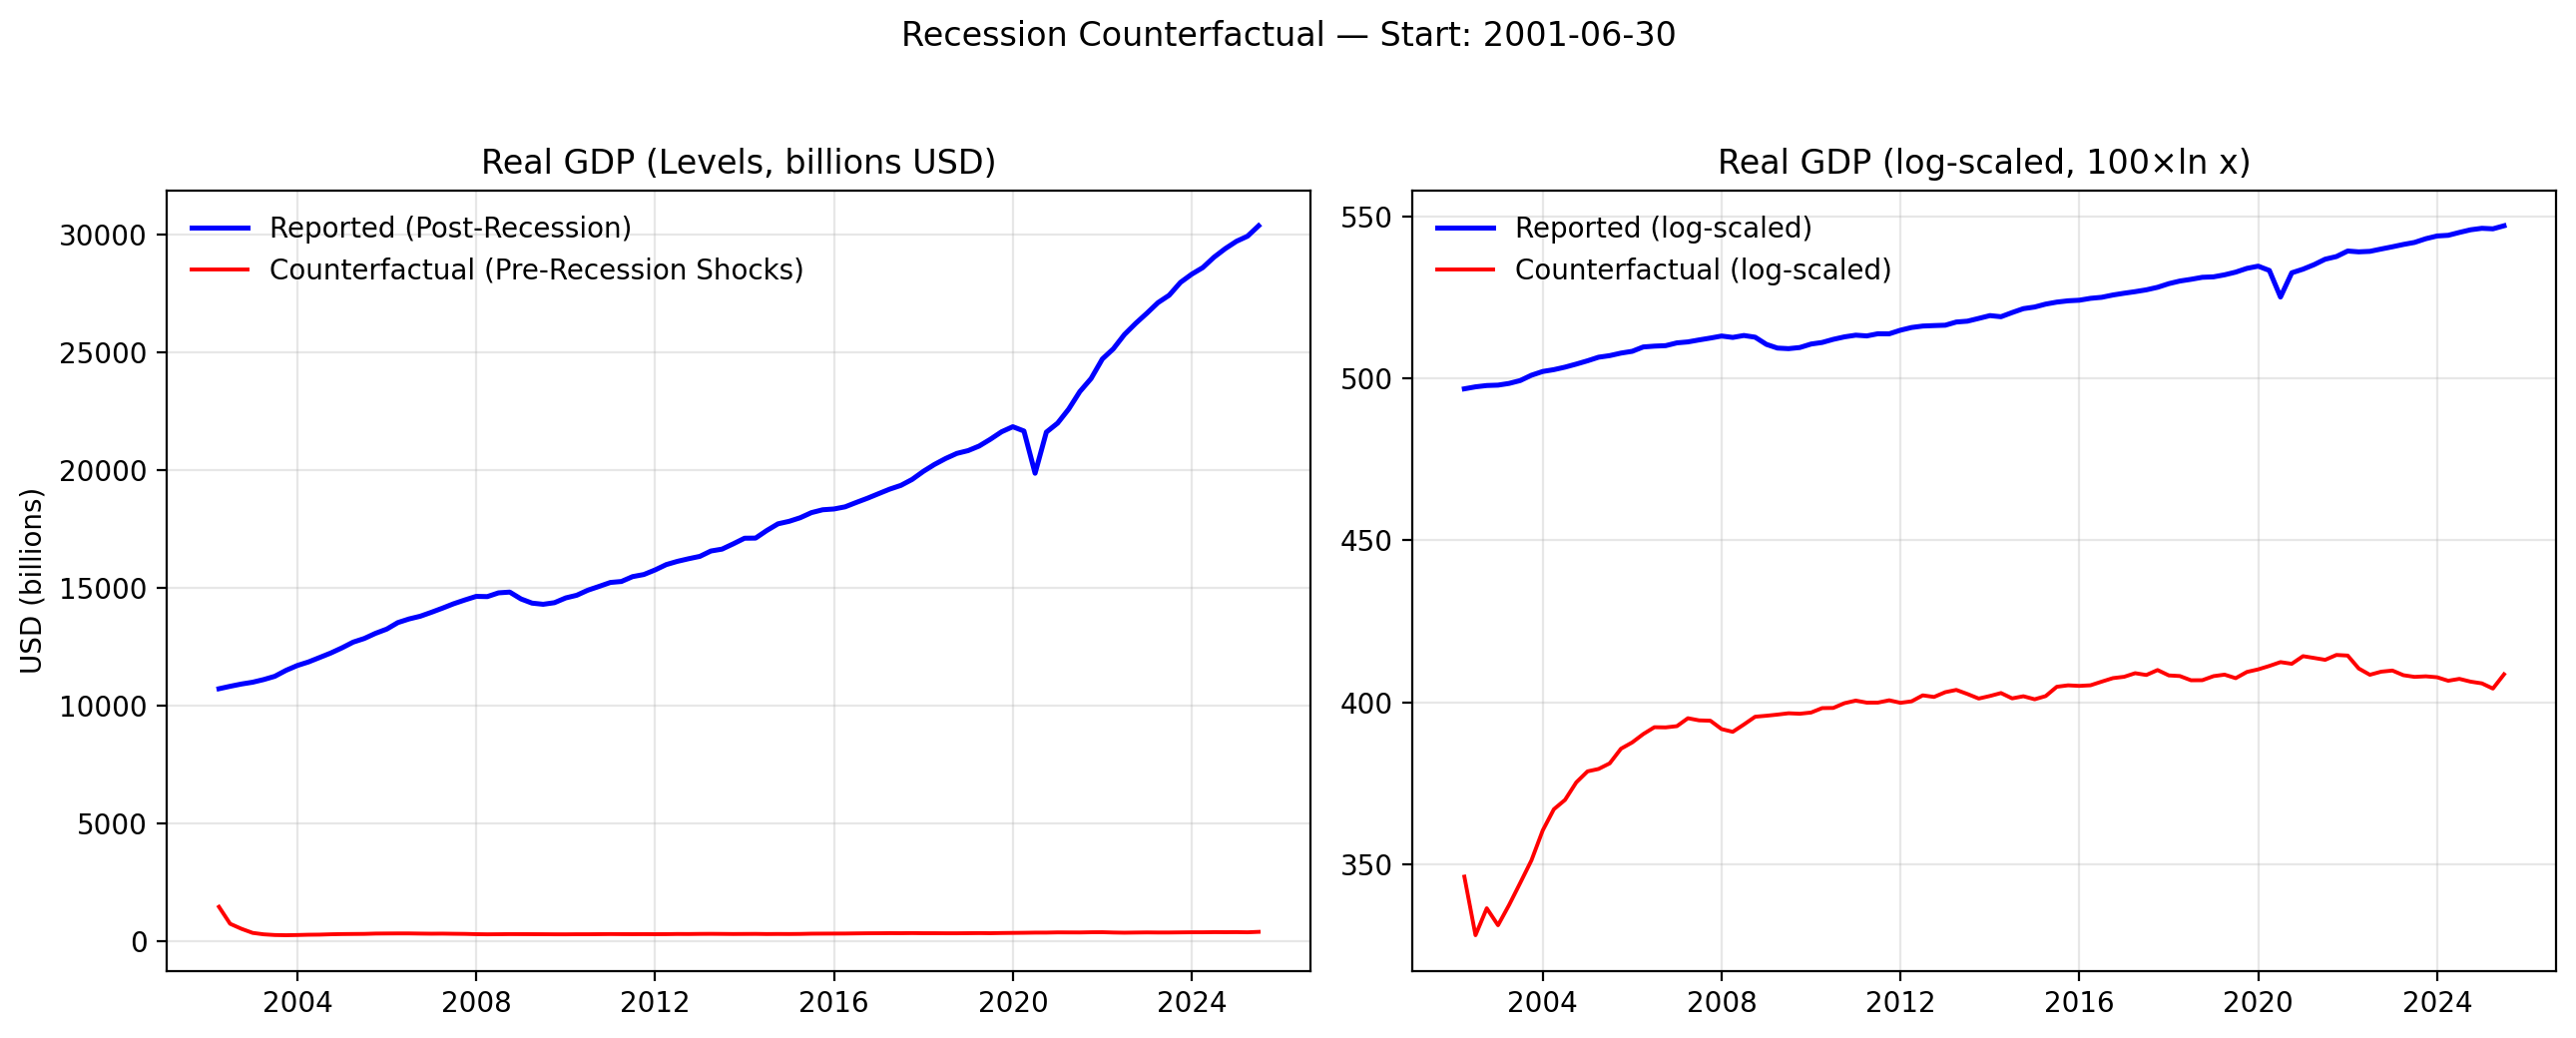 Recession Counterfactual — Start: 2001-06-30
Real GDP (Levels, billions USD)
Reported (Post-Recession)
Counterfactual (Pre-Recession Shocks)
USD (billions)
30000
25000
20000
15000
10000
5000
0
2004 2008 2012 2016 2020 2024
Real GDP (log-scaled, 100×ln x)
Reported (log-scaled)
Counterfactual (log-scaled)
550
500
450
400
350
2004 2008 2012 2016 2020 2024